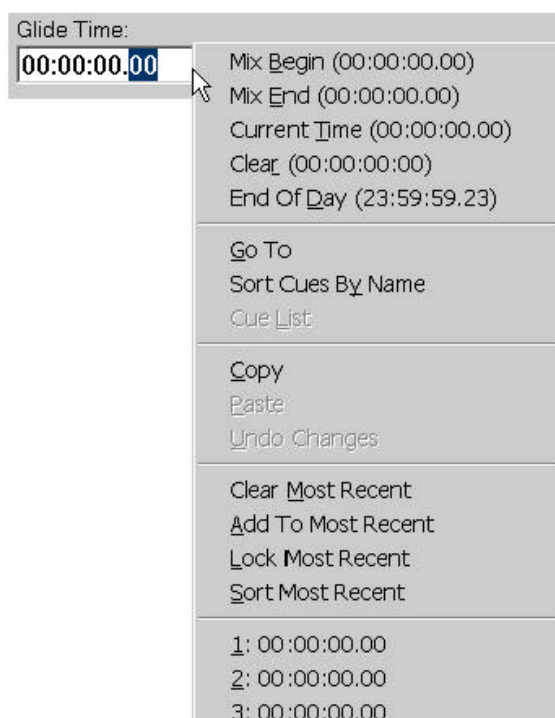 Glide Time:
00:00:00.00
Mix Begin (00:00:00.00)
Mix End (00:00:00.00)
Current Time (00:00:00.00)
Clear (00:00:00:00)
End Of Day (23:59:59.23)
Go To
Sort Cues By Name
Cue List
Copy
Paste
Undo Changes
Clear Most Recent
Add To Most Recent
Lock Most Recent
Sort Most Recent
1: 00:00:00.00
2: 00:00:00.00
3: 00:00:00.00